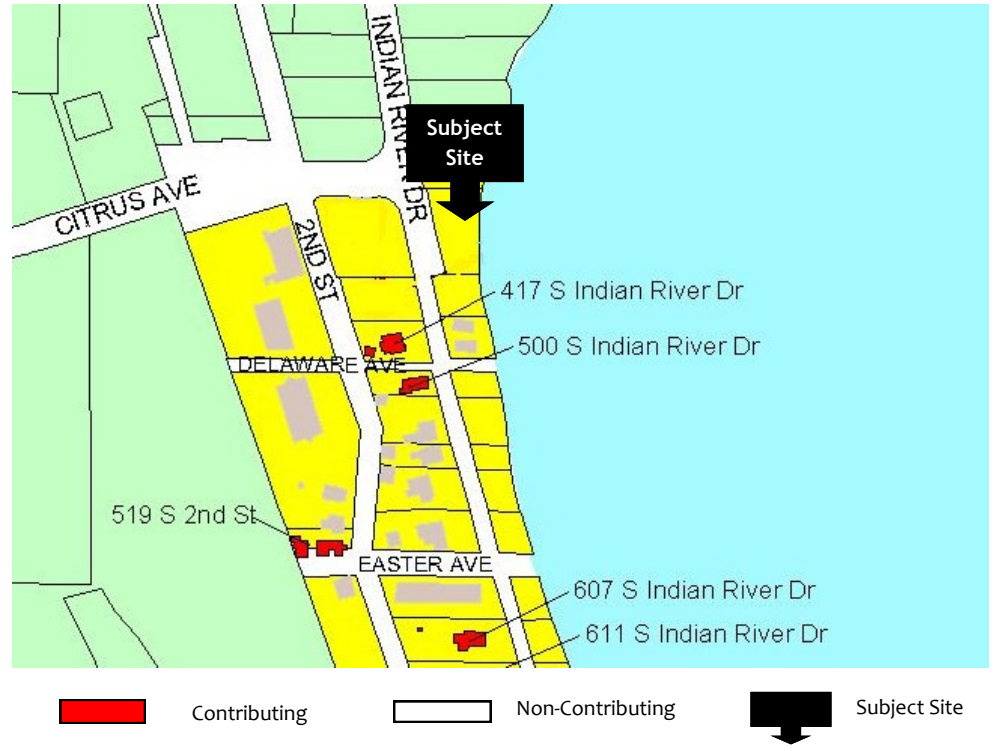 INDIAN RIVER DR
Subject
Site
CITRUS AVE
2ND ST
417 S Indian River Dr
500 S Indian River Dr
DELAWARE AVE
519 S 2nd St
EASTER AVE
607 S Indian River Dr
611 S Indian River Dr
Contributing
Non-Contributing
Subject Site